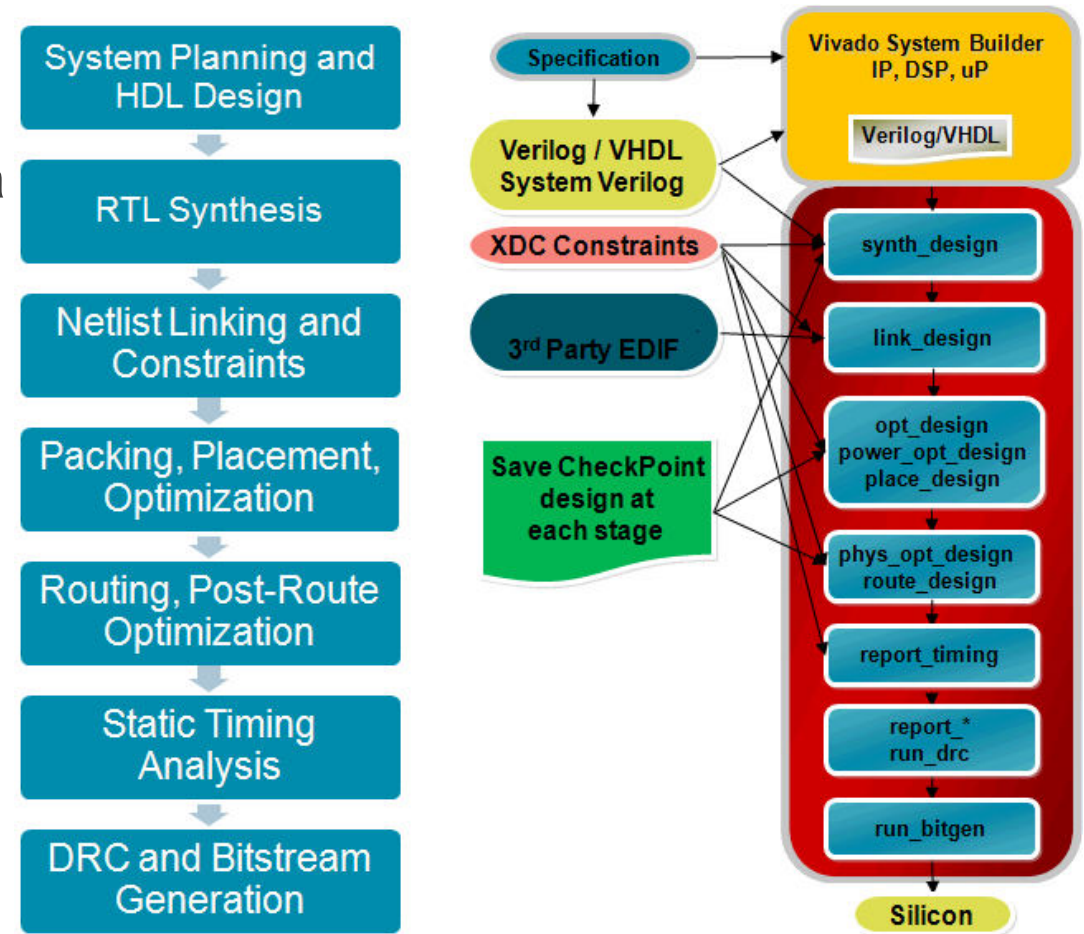 System Planning and
HDL Design
RTL Synthesis
Netlist Linking and
Constraints
Packing, Placement,
Optimization
Routing, Post-Route
Optimization
Static Timing
Analysis
DRC and Bitstream
Generation
Specification
Verilog / VHDL
System Verilog
XDC Constraints
3rd Party EDIF
Save CheckPoint
design at
each stage
Vivado System Builder
IP, DSP, uP
Verilog/VHDL
synth_design
link_design
opt_design
power_opt_design
place_design
phys_opt_design
route_design
report_timing
report_*
run_drc
run_bitgen
Silicon